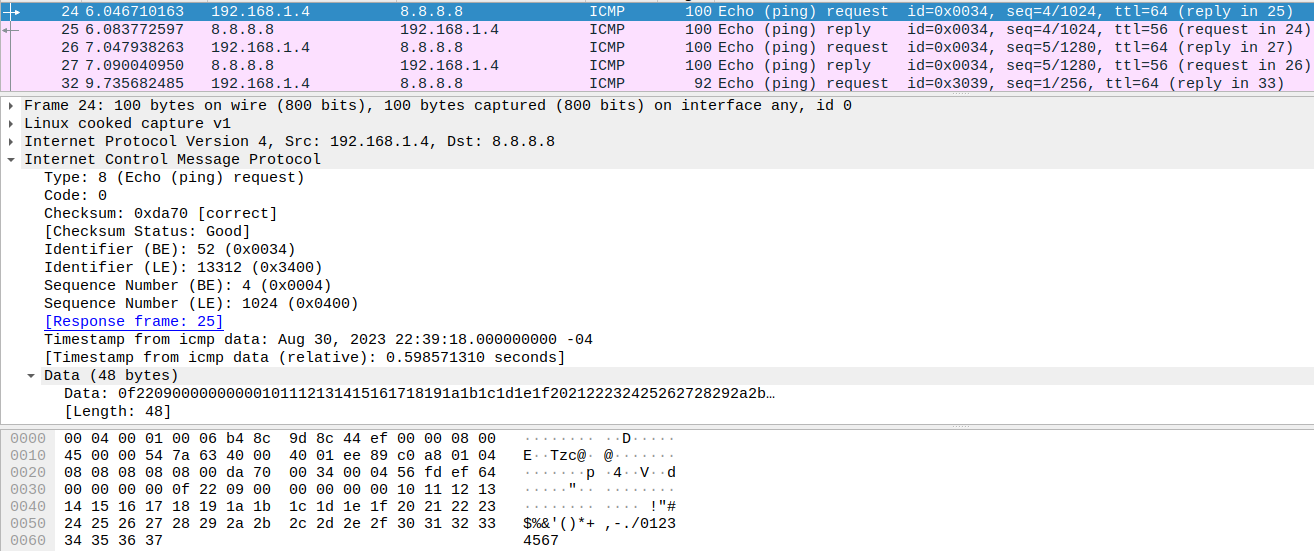 24 6.046710163 192.168.1.4 8.8.8.8 ICMP 100 Echo (ping) request id=0x0034, seq=4/1024, ttl=64 (reply in 25)
25 6.083772597 8.8.8.8 192.168.1.4 ICMP 100 Echo (ping) reply id=0x0034, seq=4/1024, ttl=56 (request in 24)
26 7.047938263 192.168.1.4 8.8.8.8 ICMP 100 Echo (ping) request id=0x0034, seq=5/1280, ttl=64 (reply in 27)
27 7.090040950 8.8.8.8 192.168.1.4 ICMP 100 Echo (ping) reply id=0x0034, seq=5/1280, ttl=56 (request in 26)
32 9.735682485 192.168.1.4 8.8.8.8 ICMP 92 Echo (ping) request id=0x3039, seq=1/256, ttl=64 (reply in 33)
Frame 24: 100 bytes on wire (800 bits), 100 bytes captured (800 bits) on interface any, id 0
Linux cooked capture v1
Internet Protocol Version 4, Src: 192.168.1.4, Dst: 8.8.8.8
Internet Control Message Protocol
Type: 8 (Echo (ping) request)
Code: 0
Checksum: 0xda70 [correct]
[Checksum Status: Good]
Identifier (BE): 52 (0x0034)
Identifier (LE): 13312 (0x3400)
Sequence Number (BE): 4 (0x0004)
Sequence Number (LE): 1024 (0x0400)
[Response frame: 25]
Timestamp from icmp data: Aug 30, 2023 22:39:18.000000000 -04
[Timestamp from icmp data (relative): 0.598571310 seconds]
Data (48 bytes)
Data: 0f22090000000000101112131415161718191a1b1c1d1e1f202122232425262728292a2b…
[Length: 48]
0000 00 04 00 01 00 06 b4 8c 9d 8c 44 ef 00 00 08 00 ········ ··D·····
0010 45 00 00 54 7a 63 40 00 40 01 ee 89 c0 a8 01 04 E··Tzc@· @·······
0020 08 08 08 08 08 00 da 70 00 34 00 04 56 fd ef 64 ·······p ·4··V··d
0030 00 00 00 00 0f 22 09 00 00 00 00 00 10 11 12 13 ·····"·· ········
0040 14 15 16 17 18 19 1a 1b 1c 1d 1e 1f 20 21 22 23 ········ ···· !"#
0050 24 25 26 27 28 29 2a 2b 2c 2d 2e 2f 30 31 32 33 $%&'()*+ ,-./0123
0060 34 35 36 37 4567